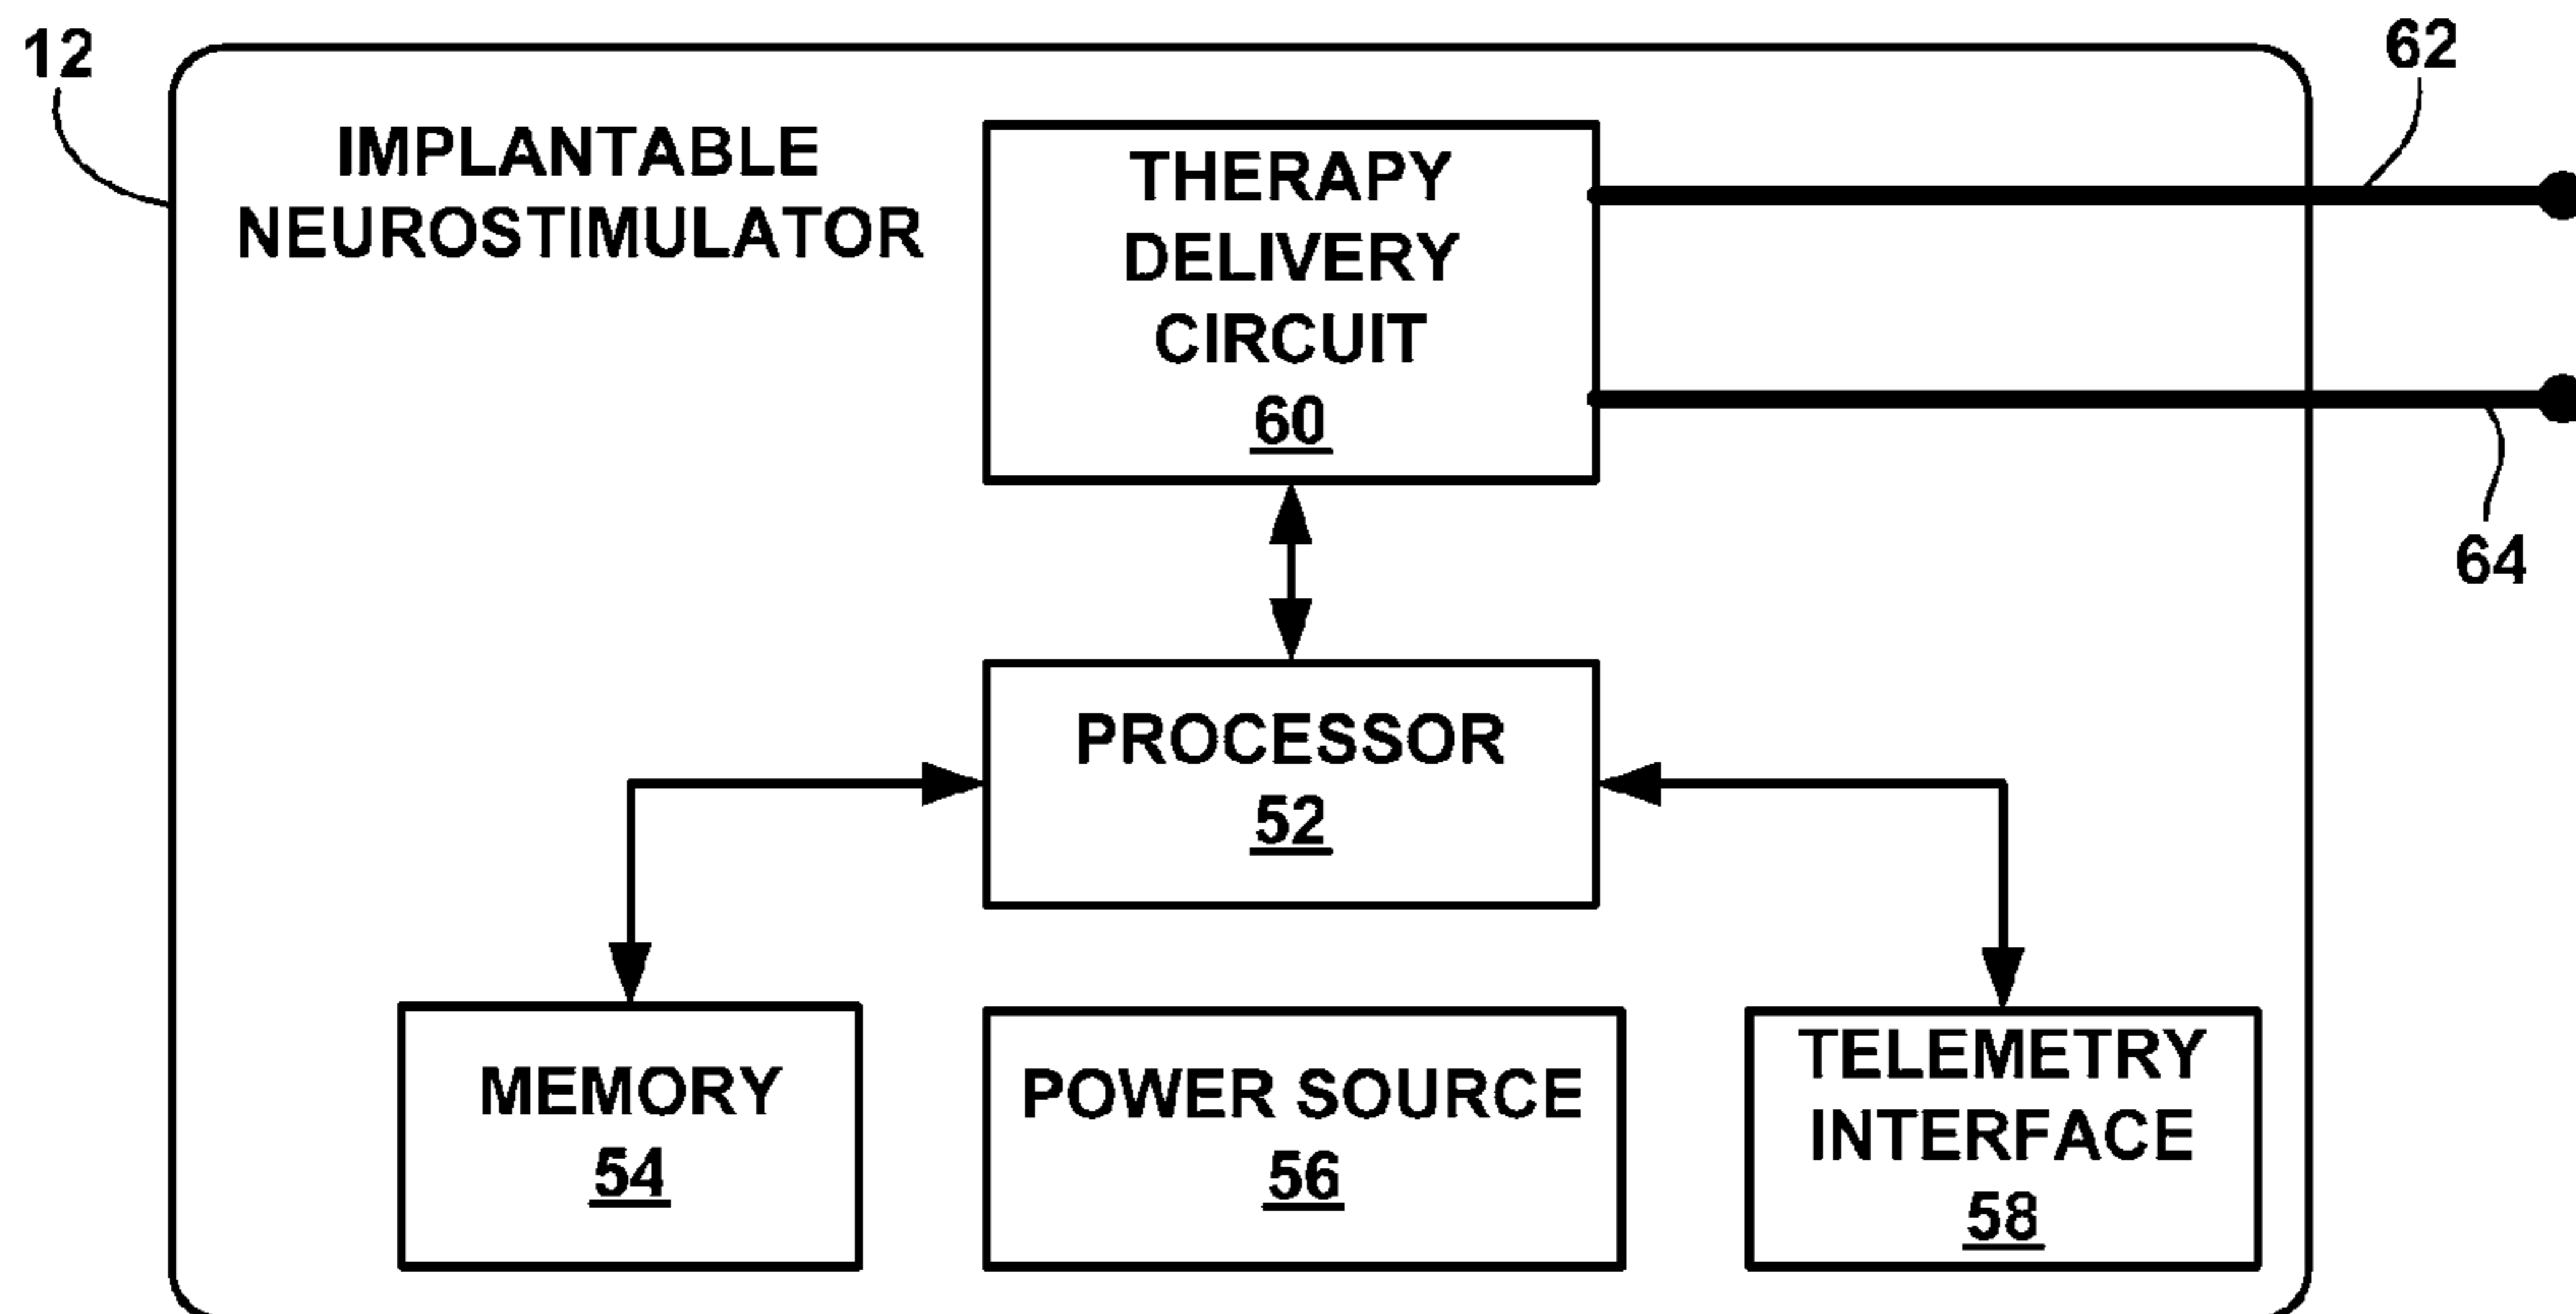 12
62
IMPLANTABLE
NEUROSTIMULATOR
THERAPY
DELIVERY
CIRCUIT
60
64
PROCESSOR
52
MEMORY
54
POWER SOURCE
56
TELEMETRY
INTERFACE
58